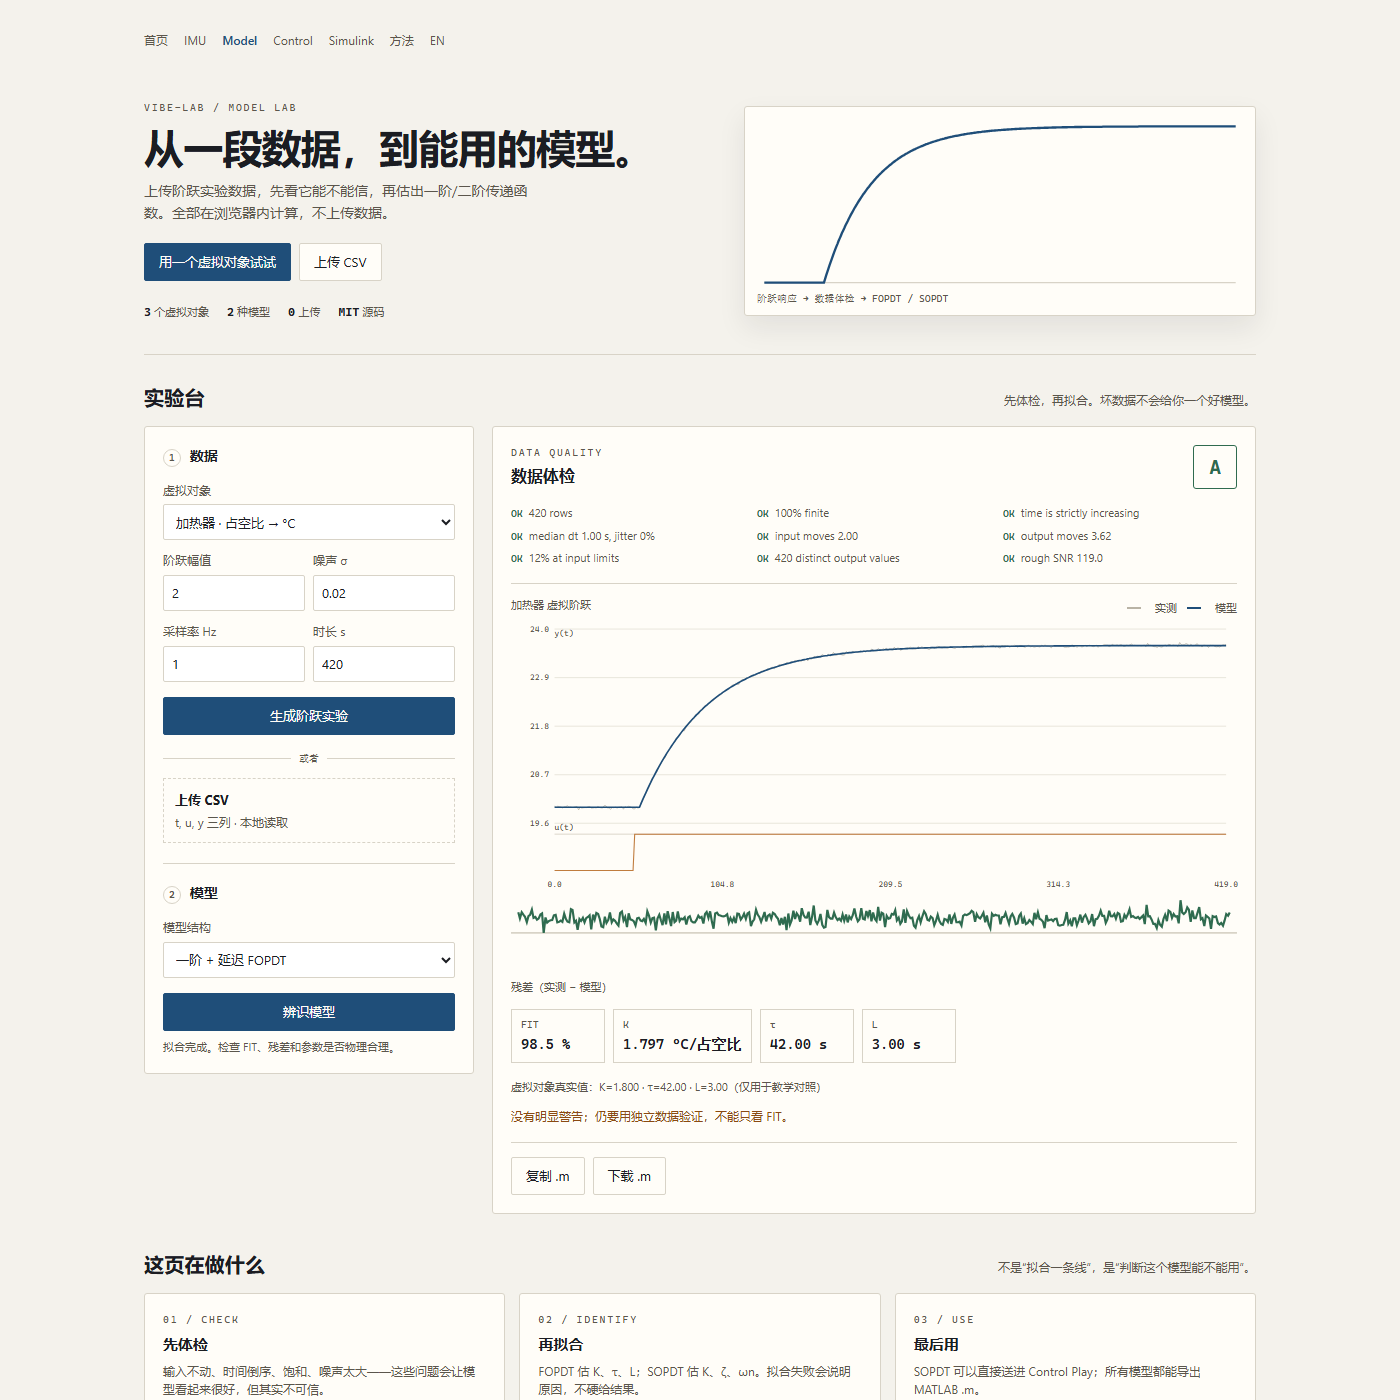 首页 IMU Model Control Simulink 方法 EN
VIBE-LAB / MODEL LAB
从一段数据，到能用的模型。
上传阶跃实验数据，先看它能不能信，再估出一阶/二阶传递函
数。全部在浏览器内计算，不上传数据。
用一个虚拟对象试试 上传 CSV
3 个虚拟对象 2 种模型 0 上传 MIT 源码
阶跃响应 → 数据体检 → FOPDT / SOPDT
实验台
先体检，再拟合。坏数据不会给你一个好模型。
1 数据
虚拟对象
加热器 · 占空比 → °C
阶跃幅值 噪声 σ
2 0.02
采样率 Hz 时长 s
1 420
生成阶跃实验
或者
上传 CSV
t, u, y 三列 · 本地读取
2 模型
模型结构
一阶 + 延迟 FOPDT
辨识模型
拟合完成。检查 FIT、残差和参数是否物理合理。
DATA QUALITY
数据体检
A
OK 420 rows OK 100% finite OK time is strictly increasing
OK median dt 1.00 s, jitter 0% OK input moves 2.00 OK output moves 3.62
OK 12% at input limits OK 420 distinct output values OK rough SNR 119.0
加热器 虚拟阶跃
实测 模型
24.0 y(t)
22.9
21.8
20.7
19.6 u(t)
0.0 104.8 209.5 314.3 419.0
残差（实测 − 模型）
FIT K τ L
98.5 % 1.797 °C/占空比 42.00 s 3.00 s
虚拟对象真实值：K=1.800 · τ=42.00 · L=3.00（仅用于教学对照）
没有明显警告；仍要用独立数据验证，不能只看 FIT。
复制 .m 下载 .m
这页在做什么
不是“拟合一条线”，是“判断这个模型能不能用”。
01 / CHECK
先体检
输入不动、时间倒序、饱和、噪声太大——这些问题会让模
型看起来很好，但其实不可信。
02 / IDENTIFY
再拟合
FOPDT 估 K、τ、L；SOPDT 估 K、ζ、ωn。拟合失败会说明
原因，不硬给结果。
03 / USE
最后用
SOPDT 可以直接送进 Control Play；所有模型都能导出
MATLAB .m。